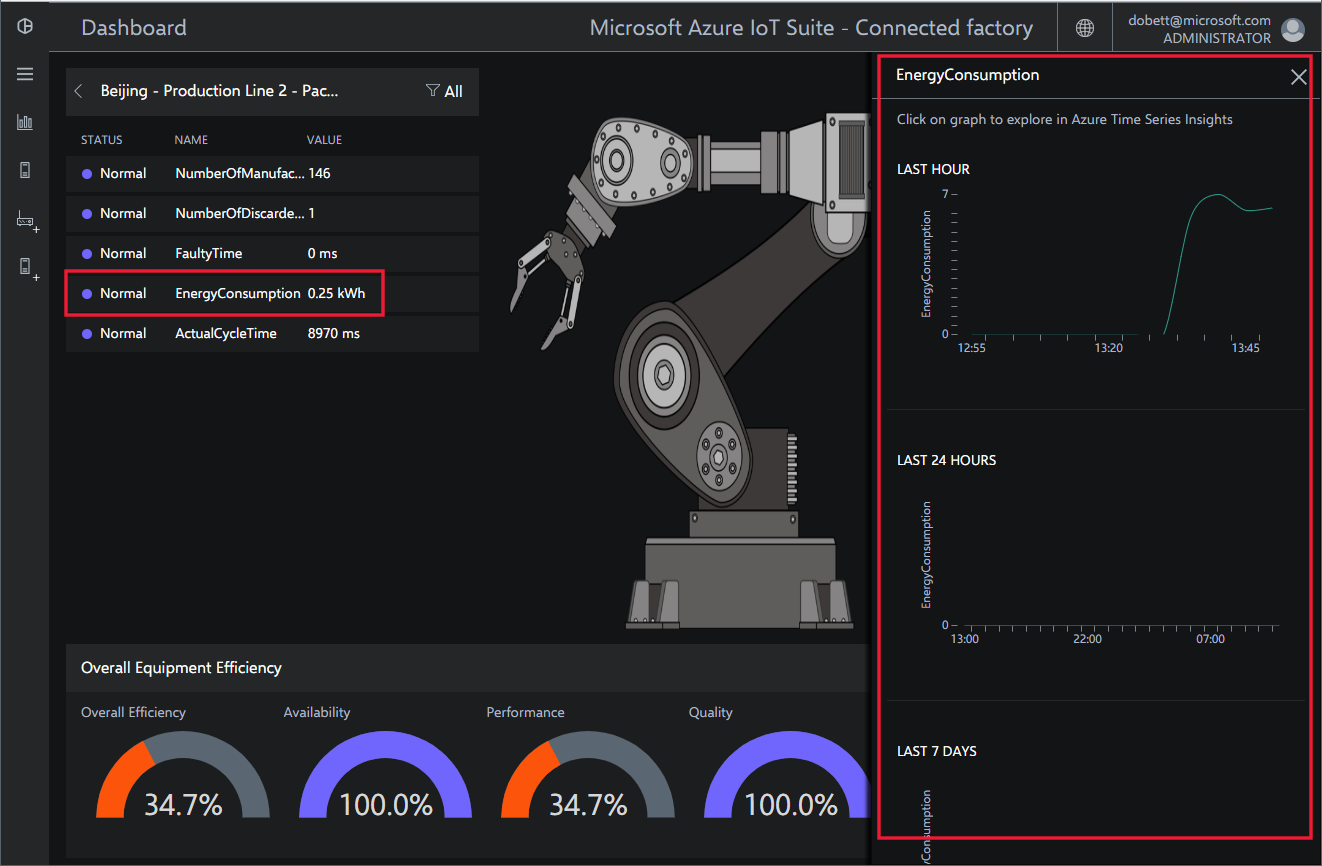 Dashboard
Microsoft Azure IoT Suite - Connected factory
dobett@microsoft.com
ADMINISTRATOR
Beijing - Production Line 2 - Pac...
All
STATUS NAME VALUE
Normal NumberOfManufac... 146
Normal NumberOfDiscarde... 1
Normal FaultyTime 0 ms
Normal EnergyConsumption 0.25 kWh
Normal ActualCycleTime 8970 ms
Overall Equipment Efficiency
Overall Efficiency Availability Performance Quality
34.7% 100.0% 34.7% 100.0%
EnergyConsumption
Click on graph to explore in Azure Time Series Insights
LAST HOUR
7
EnergyConsumption
0
12:55 13:20 13:45
LAST 24 HOURS
EnergyConsumption
0
13:00 22:00 07:00
LAST 7 DAYS
yConsumption